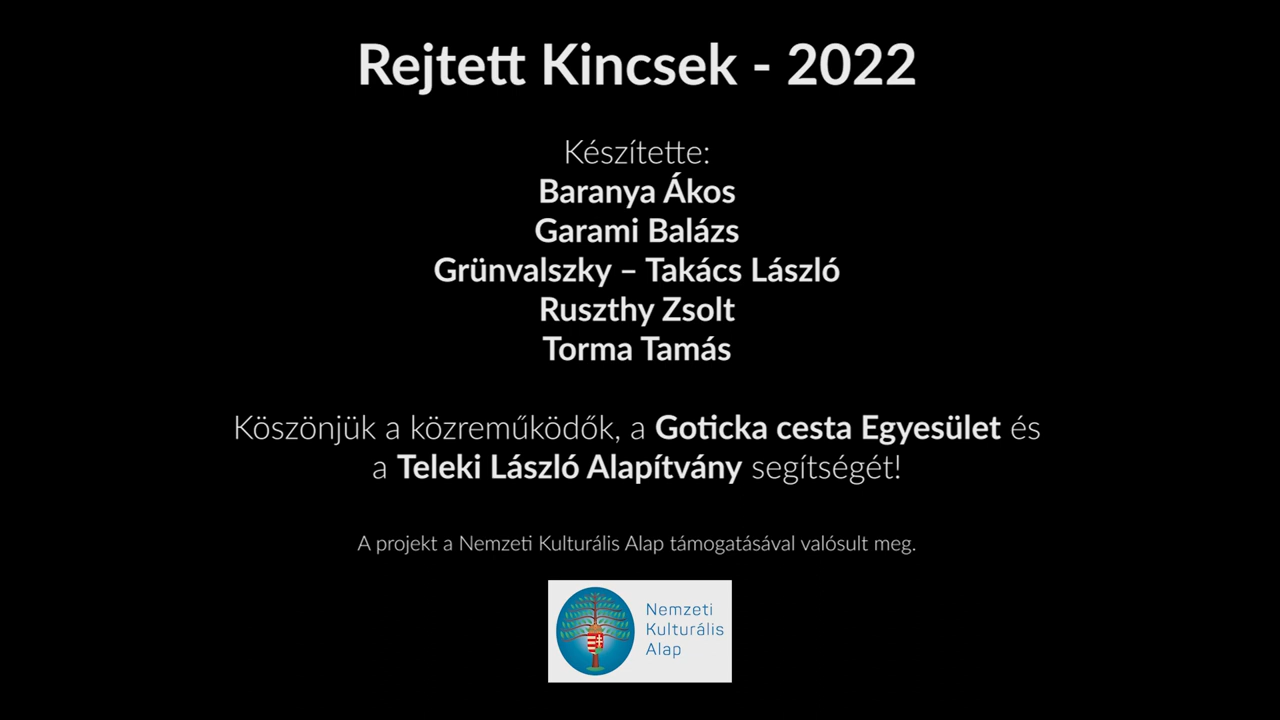 Rejtett Kincsek - 2022
Készítette:
Baranya Ákos
Garami Balázs
Grünvalszky – Takács László
Ruszthy Zsolt
Torma Tamás
Köszönjük a közreműködők, a Goticka cesta Egyesület és
a Teleki László Alapítvány segítségét!
A projekt a Nemzeti Kulturális Alap támogatásával valósult meg.
Nemzeti
Kulturális
Alap